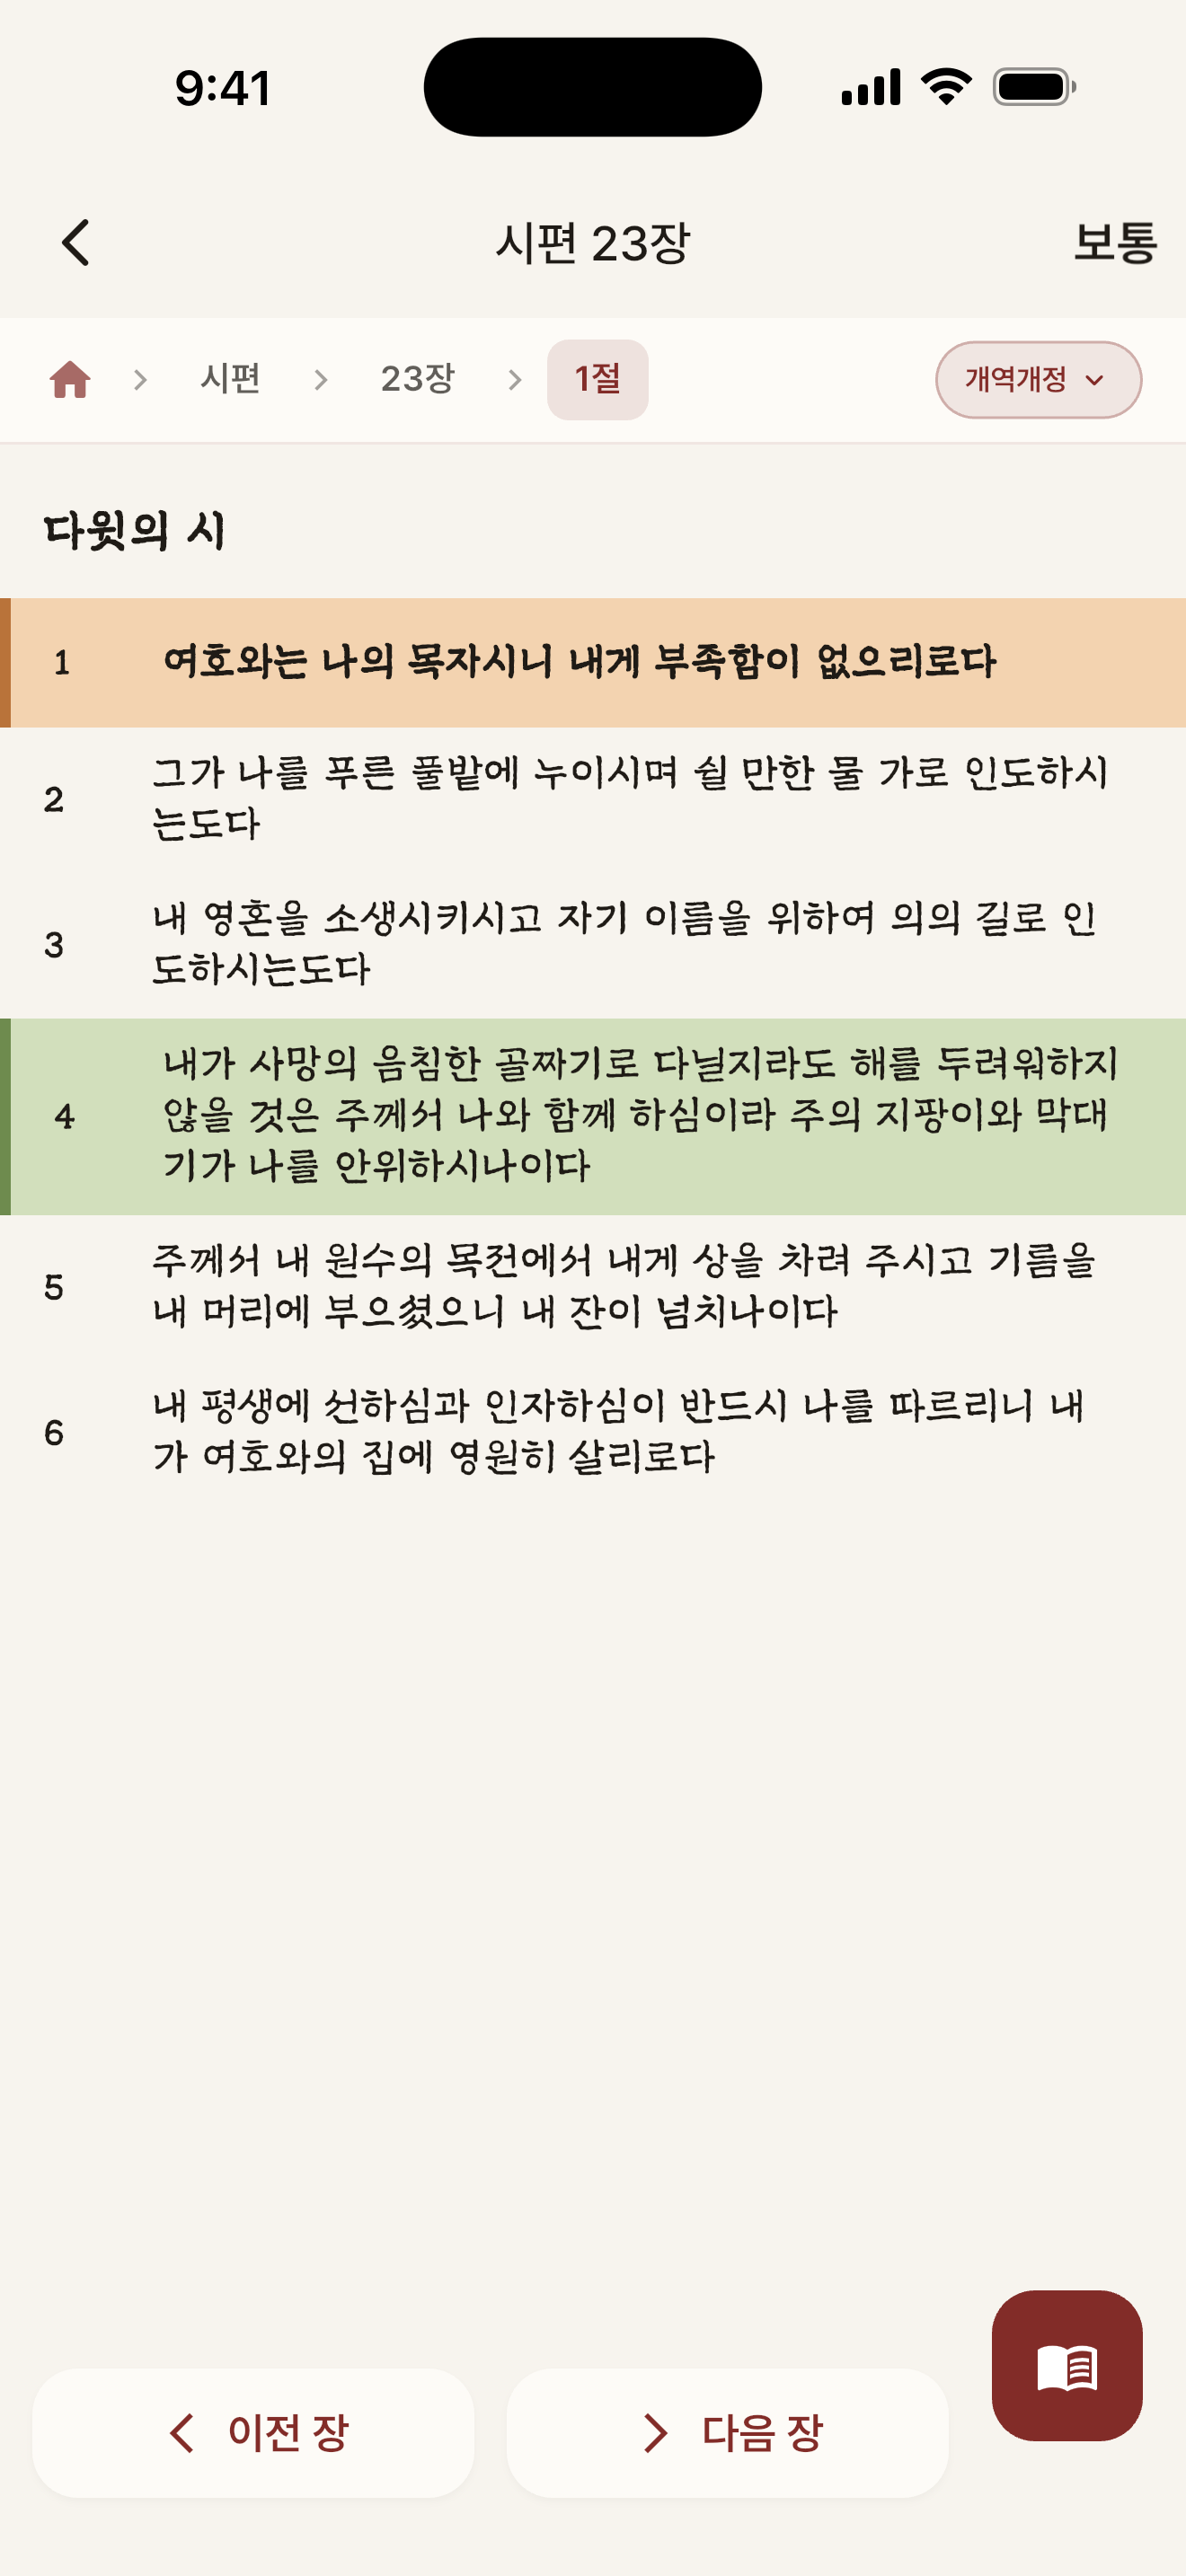 9:41
시편 23장
보통
시편
23장
1절
개역개정
다윗의 시
1 여호와는 나의 목자시니 내게 부족함이 없으리로다
2 그가 나를 푸른 풀밭에 누이시며 쉴 만한 물 가로 인도하시
는도다
3 내 영혼을 소생시키시고 자기 이름을 위하여 의의 길로 인
도하시는도다
4 내가 사망의 음침한 골짜기로 다닐지라도 해를 두려워하지
않을 것은 주께서 나와 함께 하심이라 주의 지팡이와 막대
기가 나를 안위하시나이다
5 주께서 내 원수의 목전에서 내게 상을 차려 주시고 기름을
내 머리에 부으셨으니 내 잔이 넘치나이다
6 내 평생에 선하심과 인자하심이 반드시 나를 따르리니 내
가 여호와의 집에 영원히 살리로다
이전 장
다음 장